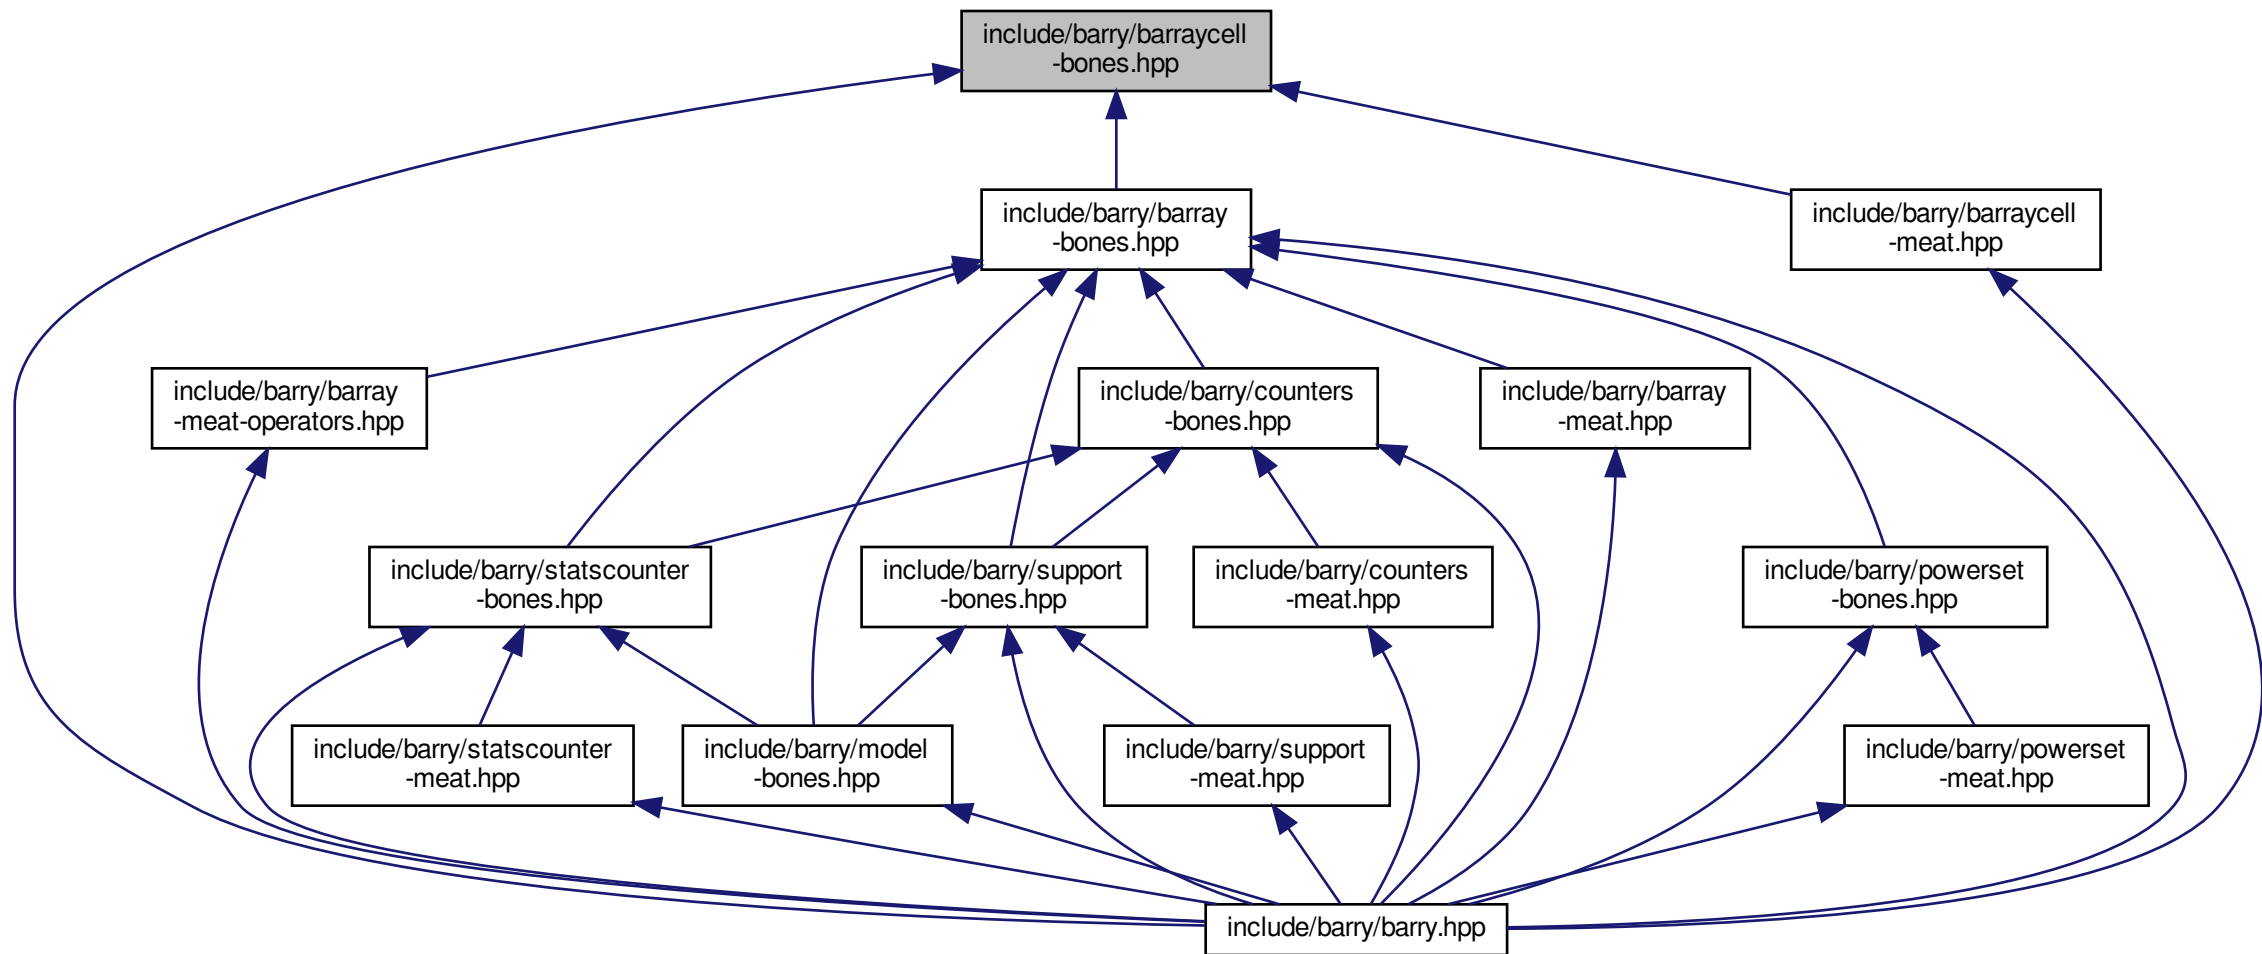 include/barry/barraycell
-bones.hpp
include/barry/barray
-bones.hpp
include/barry/barraycell
-meat.hpp
include/barry/barray
-meat-operators.hpp
include/barry/counters
-bones.hpp
include/barry/barray
-meat.hpp
include/barry/statscounter
-bones.hpp
include/barry/support
-bones.hpp
include/barry/counters
-meat.hpp
include/barry/powerset
-bones.hpp
include/barry/statscounter
-meat.hpp
include/barry/model
-bones.hpp
include/barry/support
-meat.hpp
include/barry/powerset
-meat.hpp
include/barry/barry.hpp